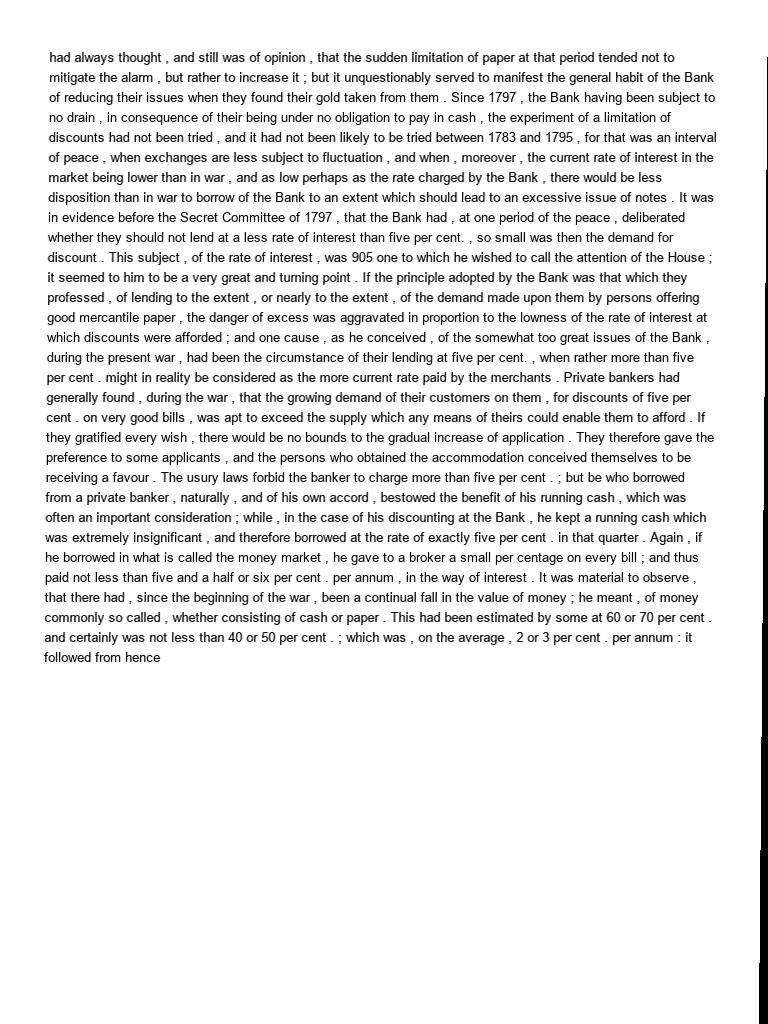 had always thought , and still was of opinion , that the sudden limitation of paper at that period tended not to
mitigate the alarm , but rather to increase it ; but it unquestionably served to manifest the general habit of the Bank
of reducing their issues when they found their gold taken from them . Since 1797 , the Bank having been subject to
no drain , in consequence of their being under no obligation to pay in cash , the experiment of a limitation of
discounts had not been tried , and it had not been likely to be tried between 1783 and 1795 , for that was an interval
of peace , when exchanges are less subject to fluctuation , and when , moreover , the current rate of interest in the
market being lower than in war , and as low perhaps as the rate charged by the Bank , there would be less
disposition than in war to borrow of the Bank to an extent which should lead to an excessive issue of notes . It was
in evidence before the Secret Committee of 1797 , that the Bank had , at one period of the peace , deliberated
whether they should not lend at a less rate of interest than five per cent. , so small was then the demand for
discount . This subject , of the rate of interest , was 905 one to which he wished to call the attention of the House ;
it seemed to him to be a very great and turning point . If the principle adopted by the Bank was that which they
professed , of lending to the extent , or nearly to the extent , of the demand made upon them by persons offering
good mercantile paper , the danger of excess was aggravated in proportion to the lowness of the rate of interest at
which discounts were afforded ; and one cause , as he conceived , of the somewhat too great issues of the Bank ,
during the present war , had been the circumstance of their lending at five per cent. , when rather more than five
per cent . might in reality be considered as the more current rate paid by the merchants . Private bankers had
generally found , during the war , that the growing demand of their customers on them , for discounts of five per
cent . on very good bills , was apt to exceed the supply which any means of theirs could enable them to afford . If
they gratified every wish , there would be no bounds to the gradual increase of application . They therefore gave the
preference to some applicants , and the persons who obtained the accommodation conceived themselves to be
receiving a favour . The usury laws forbid the banker to charge more than five per cent . ; but be who borrowed
from a private banker , naturally , and of his own accord , bestowed the benefit of his running cash , which was
often an important consideration ; while , in the case of his discounting at the Bank , he kept a running cash which
was extremely insignificant , and therefore borrowed at the rate of exactly five per cent . in that quarter . Again , if
he borrowed in what is called the money market , he gave to a broker a small per centage on every bill ; and thus
paid not less than five and a half or six per cent . per annum , in the way of interest . It was material to observe ,
that there had , since the beginning of the war , been a continual fall in the value of money ; he meant , of money
commonly so called , whether consisting of cash or paper . This had been estimated by some at 60 or 70 per cent .
and certainly was not less than 40 or 50 per cent . ; which was , on the average , 2 or 3 per cent . per annum : it
followed from hence